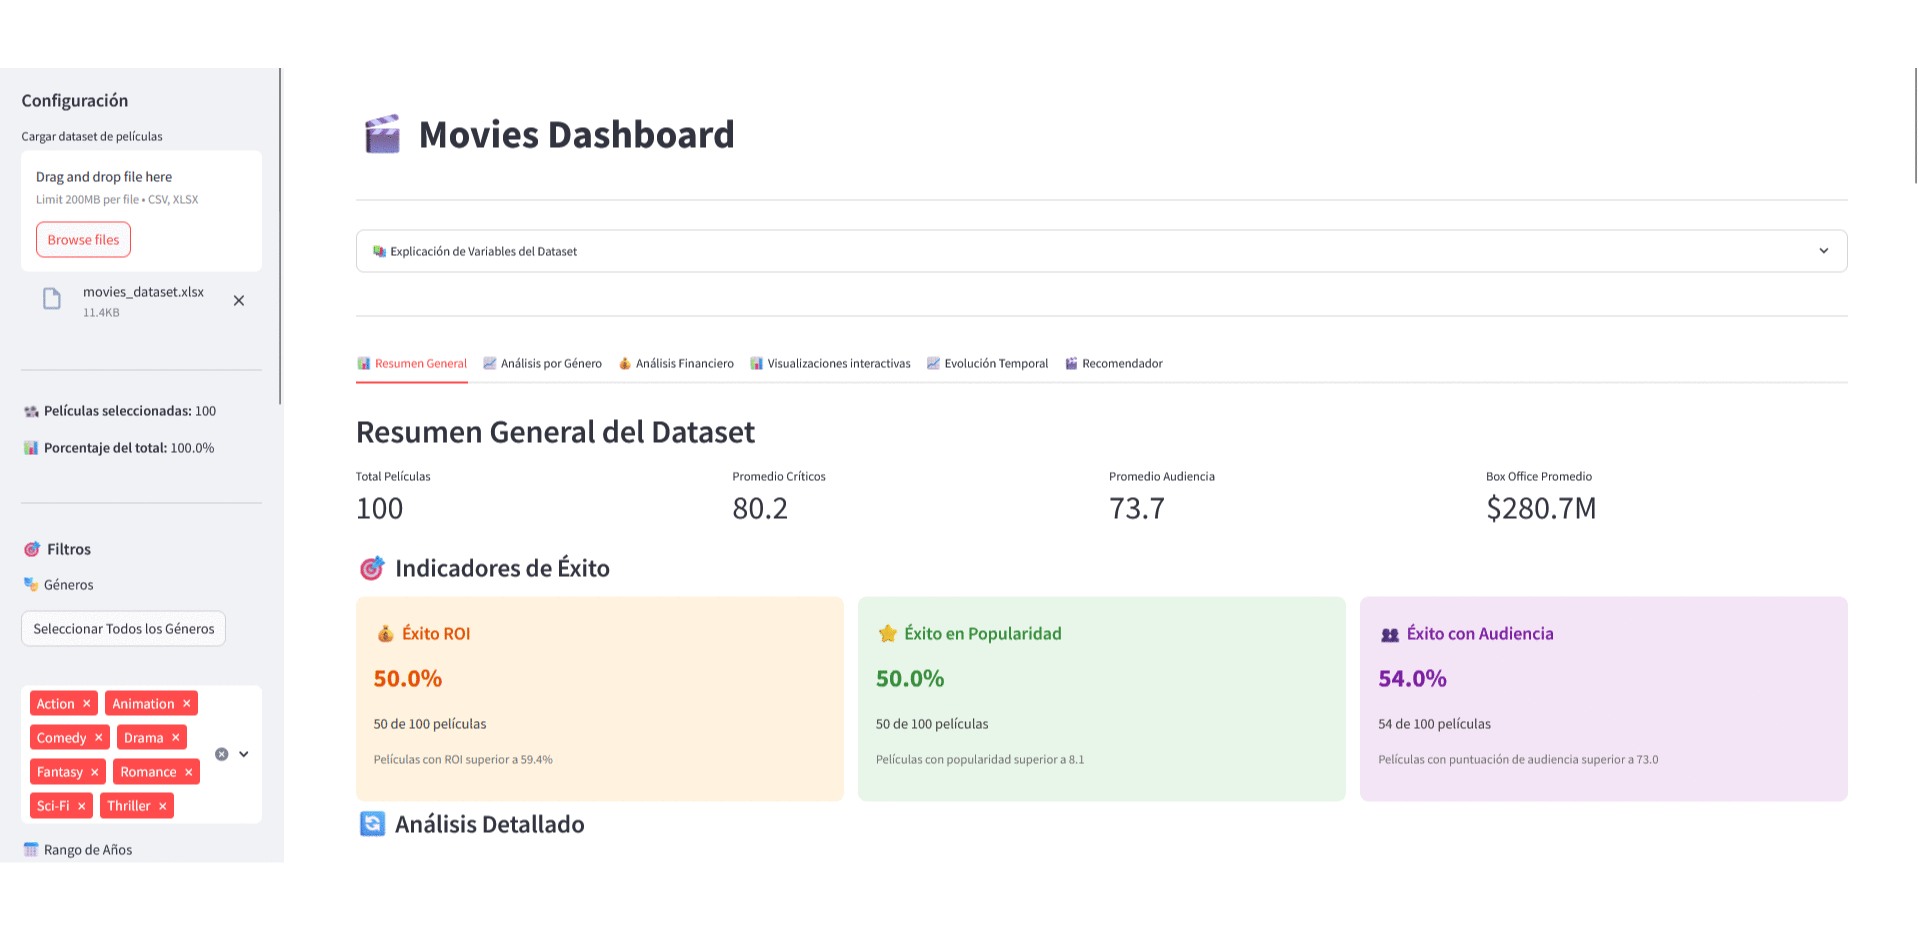 Configuración
Cargar dataset de películas
Drag and drop file here
Limit 200MB per file • CSV, XLSX
Browse files
movies_dataset.xlsx
11.4KB
Películas seleccionadas: 100
Porcentaje del total: 100.0%
Filtros
Géneros
Seleccionar Todos los Géneros
Action × Animation ×
Comedy × Drama ×
Fantasy × Romance ×
Sci-Fi × Thriller ×
Rango de Años
Movies Dashboard
Explicación de Variables del Dataset
Resumen General Análisis por Género Análisis Financiero Visualizaciones interactivas Evolución Temporal Recomendador
Resumen General del Dataset
Total Películas
100
Promedio Críticos
80.2
Promedio Audiencia
73.7
Box Office Promedio
$280.7M
Indicadores de Éxito
Éxito ROI
50.0%
50 de 100 películas
Películas con ROI superior a 59.4%
Éxito en Popularidad
50.0%
50 de 100 películas
Películas con popularidad superior a 8.1
Éxito con Audiencia
54.0%
54 de 100 películas
Películas con puntuación de audiencia superior a 73.0
Análisis Detallado